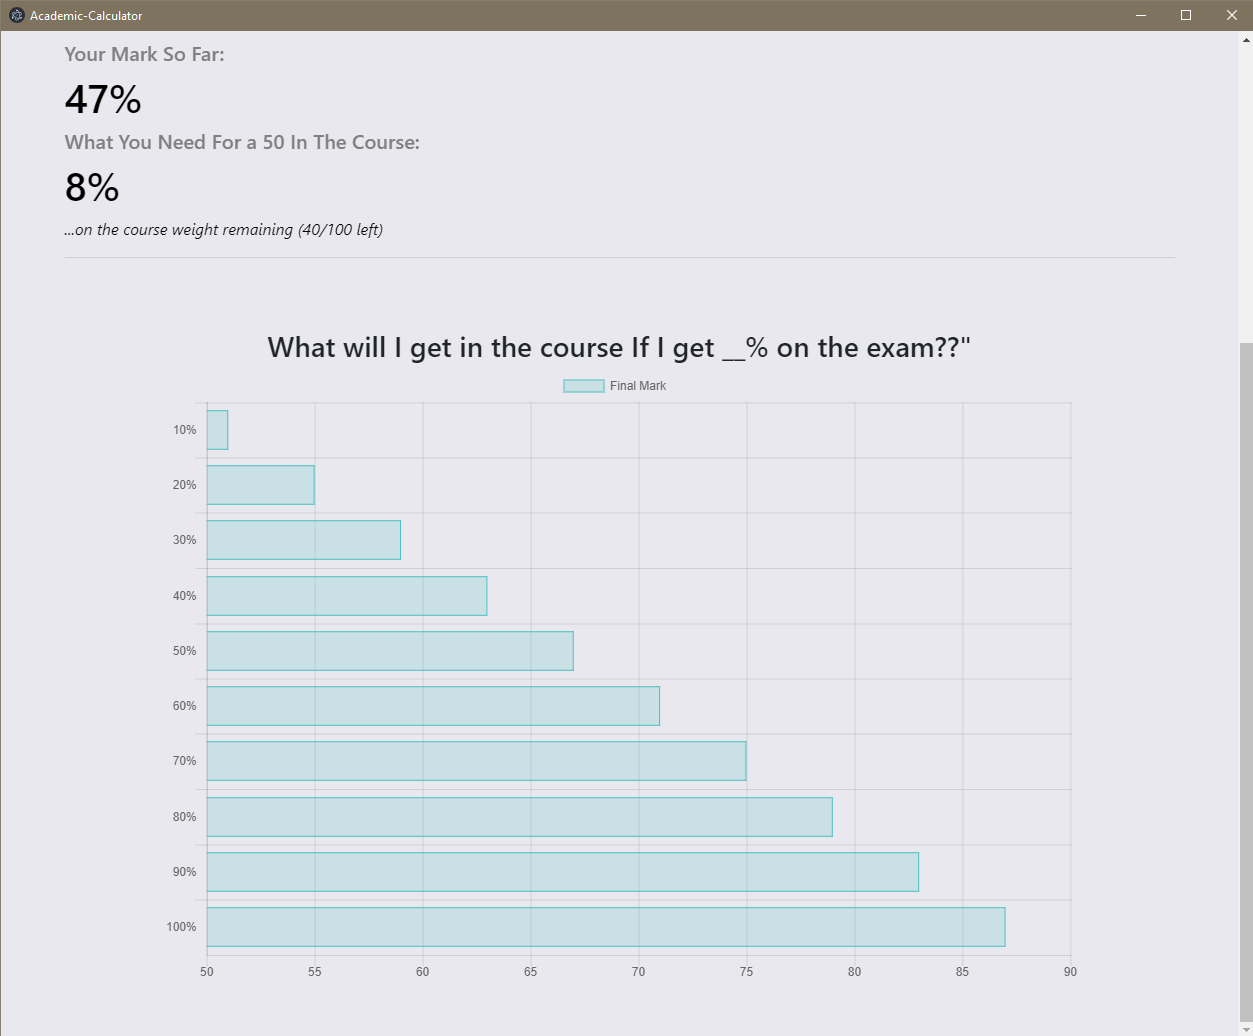 Academic-Calculator
Your Mark So Far:
47%
What You Need For a 50 In The Course:
8%
...on the course weight remaining (40/100 left)
What will I get in the course If I get __% on the exam??"
Final Mark
10%
20%
30%
40%
50%
60%
70%
80%
90%
100%
50 55 60 65 70 75 80 85 90